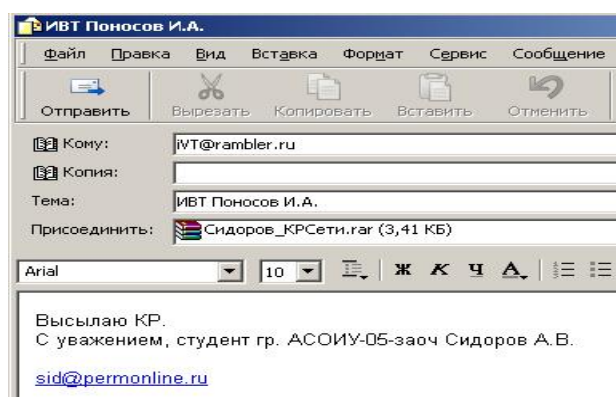 ИВТ Поносов И.А.
Файл Правка Вид Вставка Формат Сервис Сообщение
Отправить Вырезать Копировать Вставить Отменить
Кому: iVT@rambler.ru
Копия:
Тема: ИВТ Поносов И.А.
Присоединить: Сидоров_КРСети.rar (3,41 КБ)
Arial 10 Ж К Ч А
Высылаю КР.
С уважением, студент гр. АСОИУ-05-заоч Сидоров А.В.
sid@permonline.ru